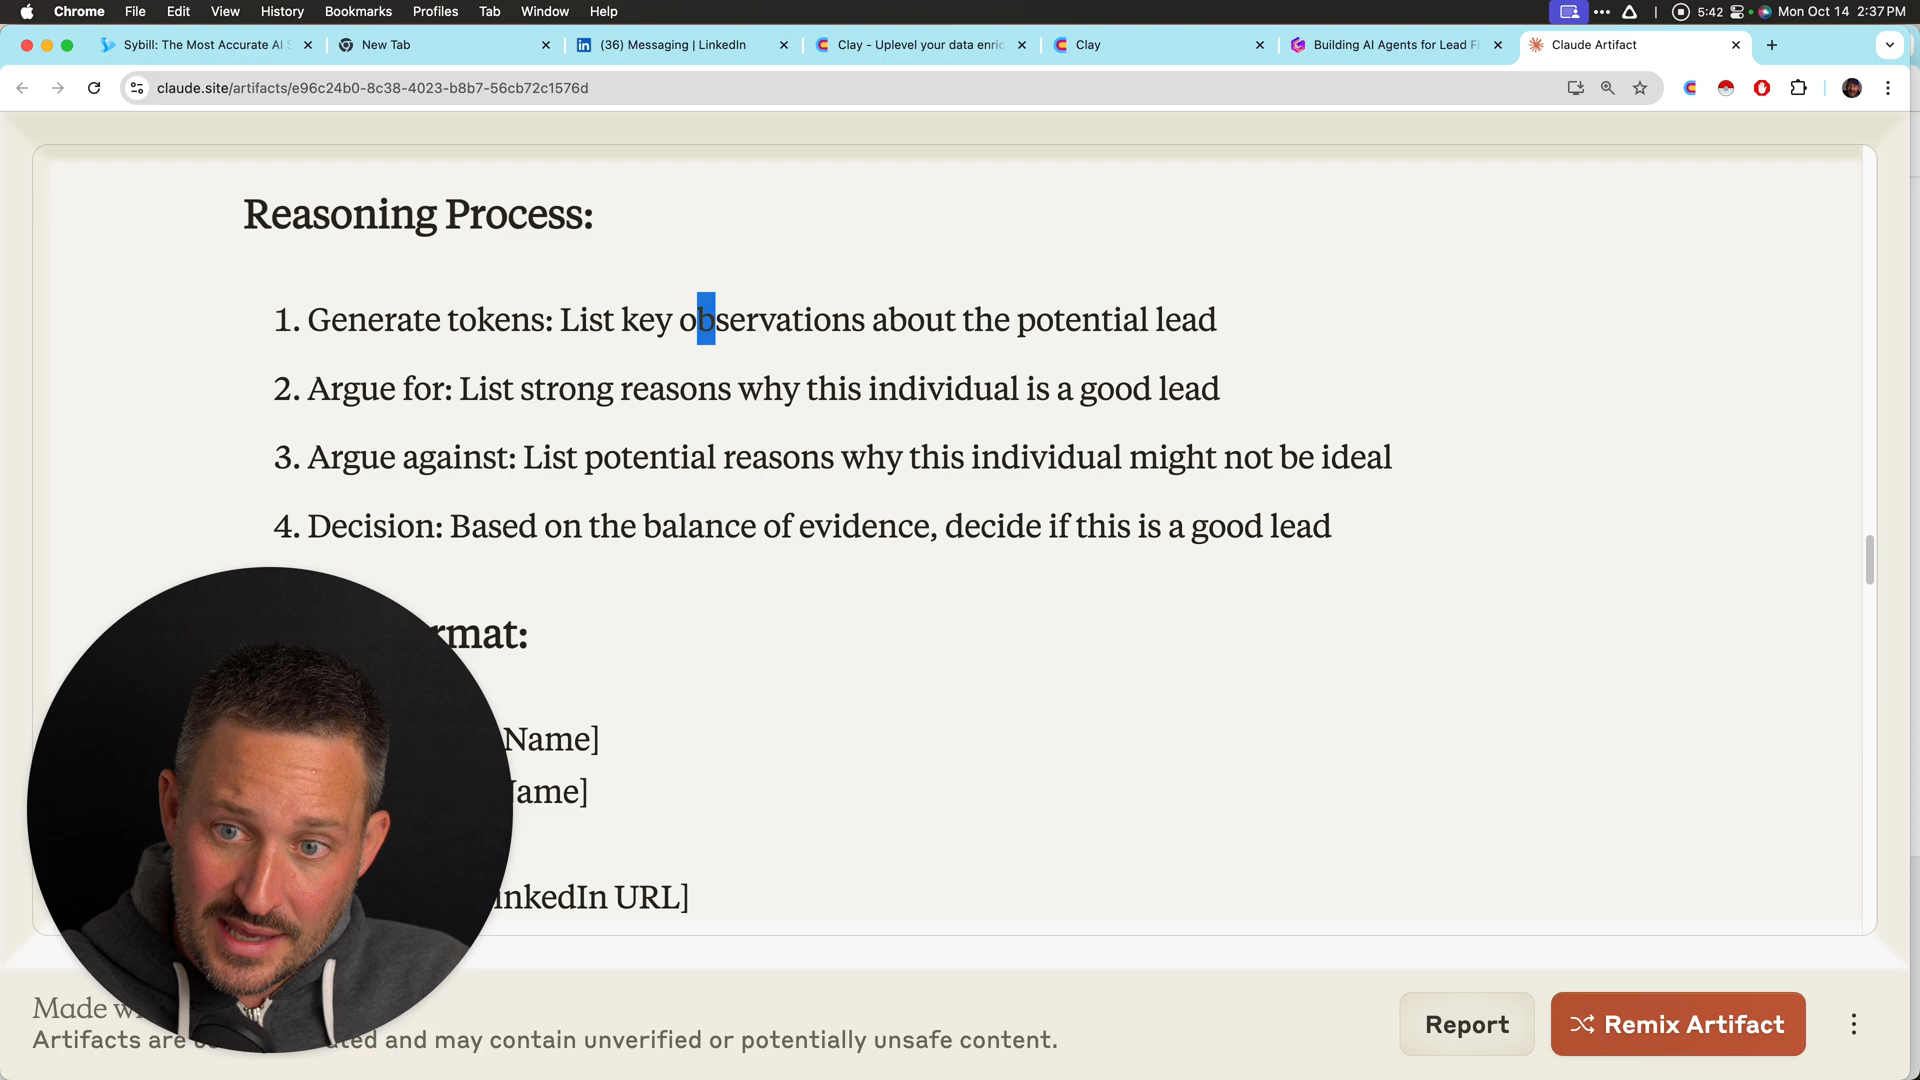 Chrome File Edit View History Bookmarks Profiles Tab Window Help 5:42 Mon Oct 14 2:37 PM
Sybill: The Most Accurate AI New Tab (36) Messaging | LinkedIn Clay - Uplevel your data enric Clay Building AI Agents for Lead Fi Claude Artifact
claude.site/artifacts/e96c24b0-8c38-4023-b8b7-56cb72c1576d
Reasoning Process:
1. Generate tokens: List key observations about the potential lead
2. Argue for: List strong reasons why this individual is a good lead
3. Argue against: List potential reasons why this individual might not be ideal
4. Decision: Based on the balance of evidence, decide if this is a good lead
rmat:
Name]
ame]
inkedIn URL]
Made
Artifacts are and may contain unverified or potentially unsafe content.
Report Remix Artifact